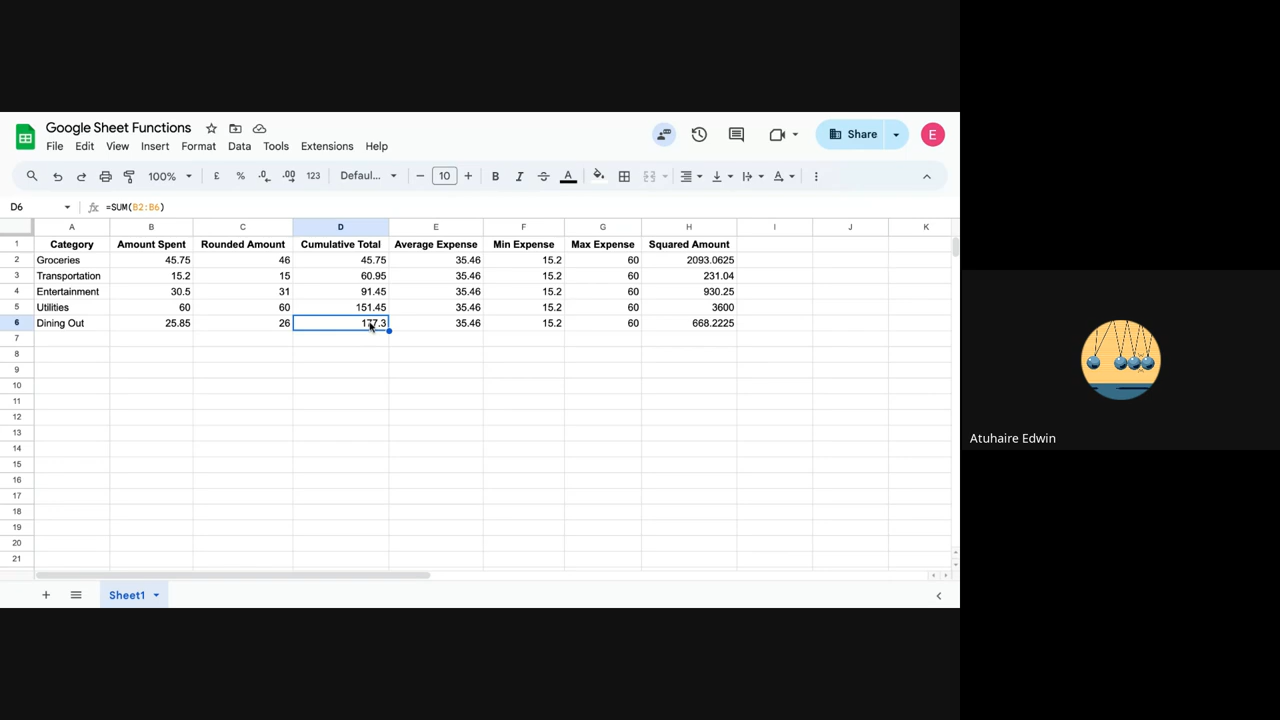 Google Sheet Functions
File Edit View Insert Format Data Tools Extensions Help
Share
E
100% £ % .0 .00 123 Defaul... − 10 + B I A
D6 fx =SUM(B2:B6)
A B C D E F G H I J K
1 Category Amount Spent Rounded Amount Cumulative Total Average Expense Min Expense Max Expense Squared Amount
2 Groceries 45.75 46 45.75 35.46 15.2 60 2093.0625
3 Transportation 15.2 15 60.95 35.46 15.2 60 231.04
4 Entertainment 30.5 31 91.45 35.46 15.2 60 930.25
5 Utilities 60 60 151.45 35.46 15.2 60 3600
6 Dining Out 25.85 26 177.3 35.46 15.2 60 668.2225
7
8
9
10
11
12
13
14
15
16
17
18
19
20
21
Sheet1
Atuhaire Edwin